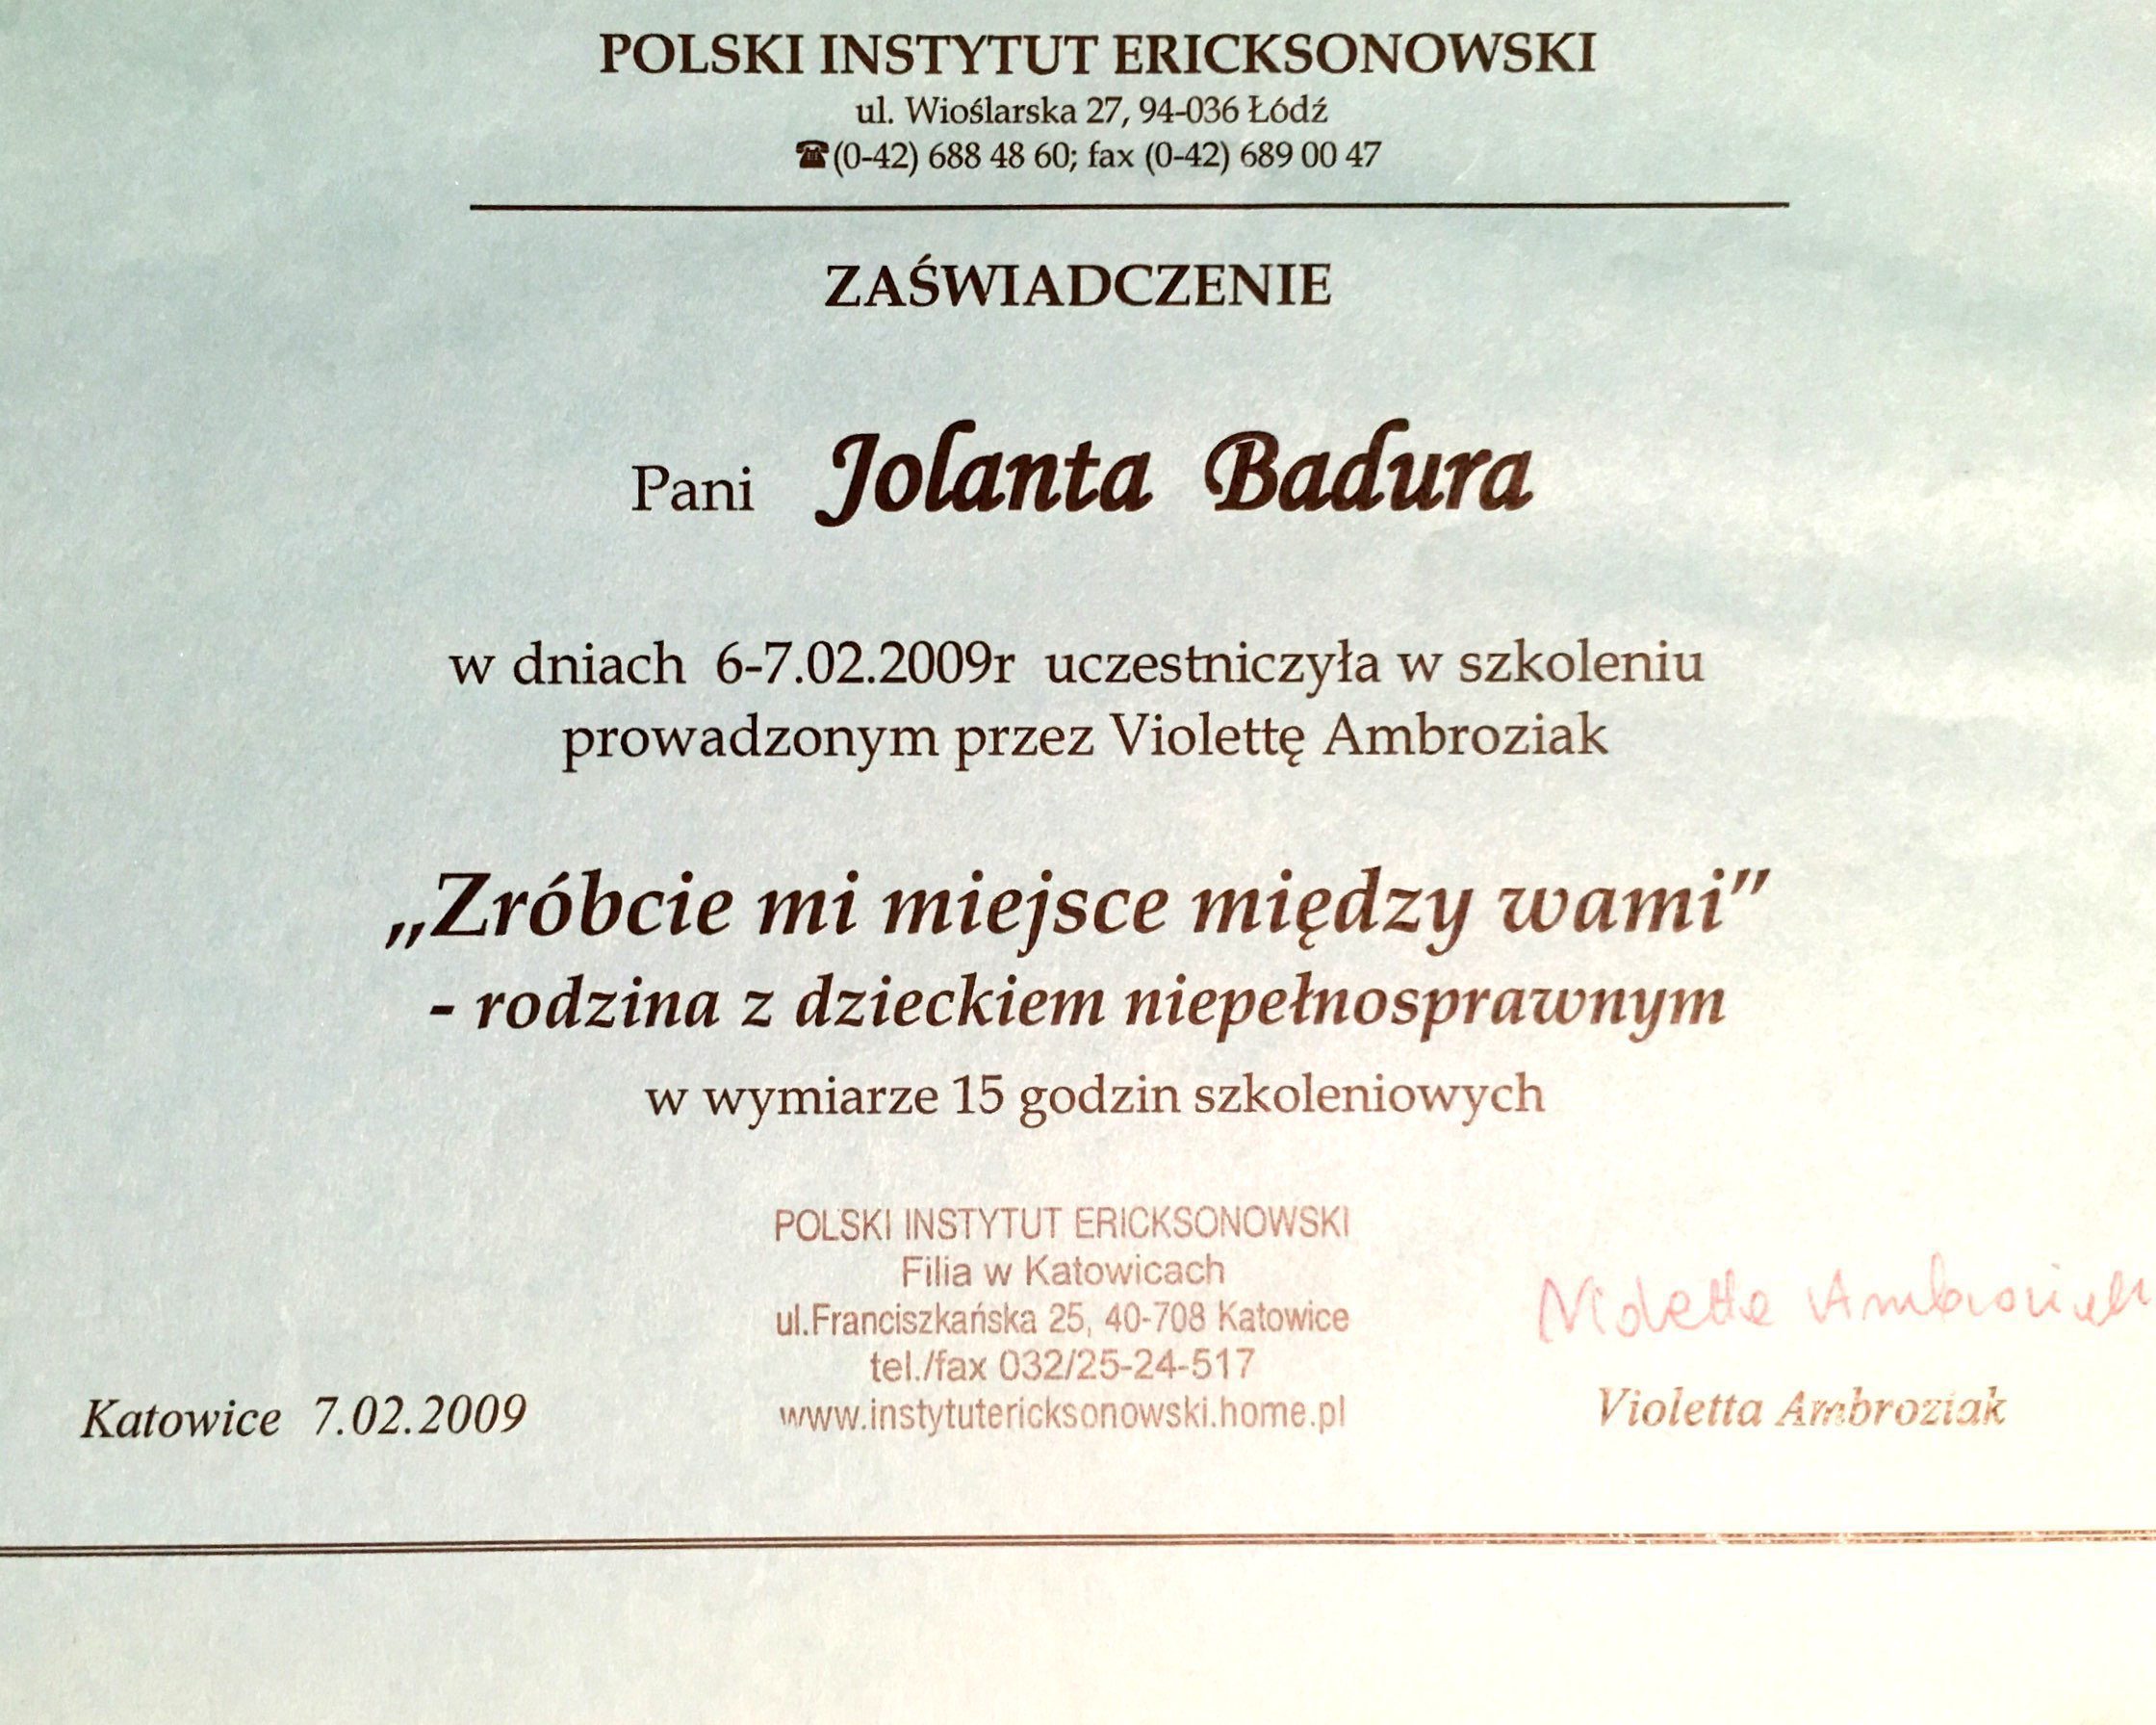 POLSKI INSTYTUT ERICKSONOWSKI
ul. Wioślarska 27, 94-036 Łódź
☎(0-42) 688 48 60; fax (0-42) 689 00 47
ZAŚWIADCZENIE
Pani Jolanta Badura
w dniach 6-7.02.2009r uczestniczyła w szkoleniu
prowadzonym przez Violettę Ambroziak
„Zróbcie mi miejsce między wami”
- rodzina z dzieckiem niepełnosprawnym
w wymiarze 15 godzin szkoleniowych
POLSKI INSTYTUT ERICKSONOWSKI
Filia w Katowicach
ul.Franciszkańska 25, 40-708 Katowice
tel./fax 032/25-24-517
www.instytutericksonowski.home.pl
Violetta Ambroziak
Violetta Ambroziak
Katowice 7.02.2009